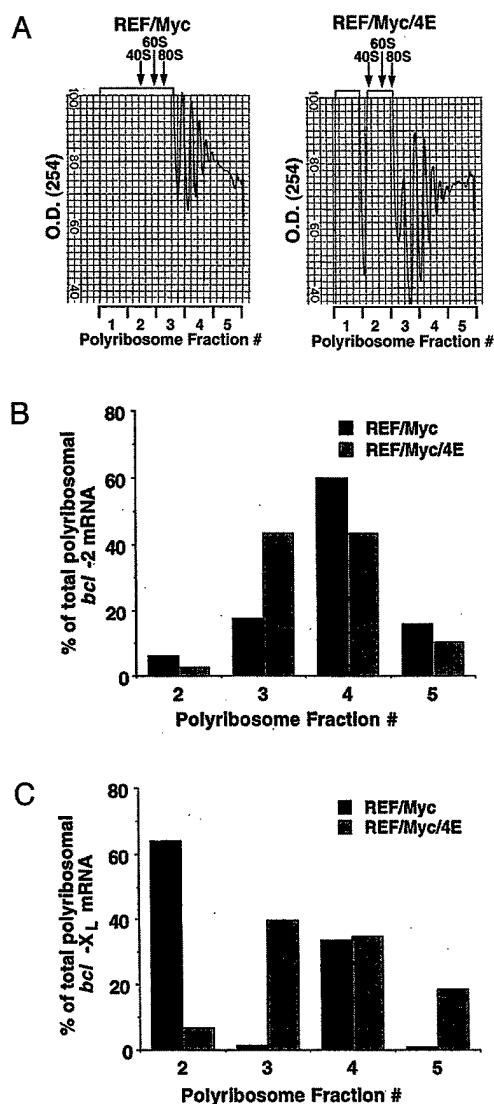 A
REF/Myc
60S
40S 80S
REF/Myc/4E
60S
40S 80S
O.D. (254)
100
80
60
40
1 2 3 4 5
Polyribosome Fraction #
O.D. (254)
100
80
60
40
1 2 3 4 5
Polyribosome Fraction #
B
% of total polyribosomal
bcl -2 mRNA
80
60
40
20
0
REF/Myc
REF/Myc/4E
2 3 4 5
Polyribosome Fraction #
C
% of total polyribosomal
bcl -XL mRNA
80
60
40
20
0
REF/Myc
REF/Myc/4E
2 3 4 5
Polyribosome Fraction #